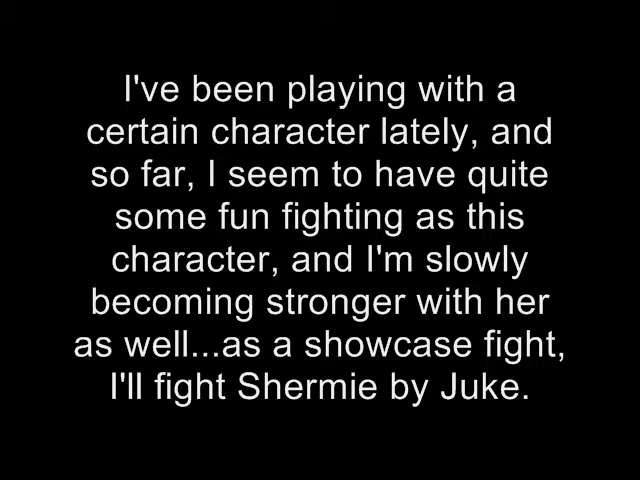 I've been playing with a
certain character lately, and
so far, I seem to have quite
some fun fighting as this
character, and I'm slowly
becoming stronger with her
as well...as a showcase fight,
I'll fight Shermie by Juke.